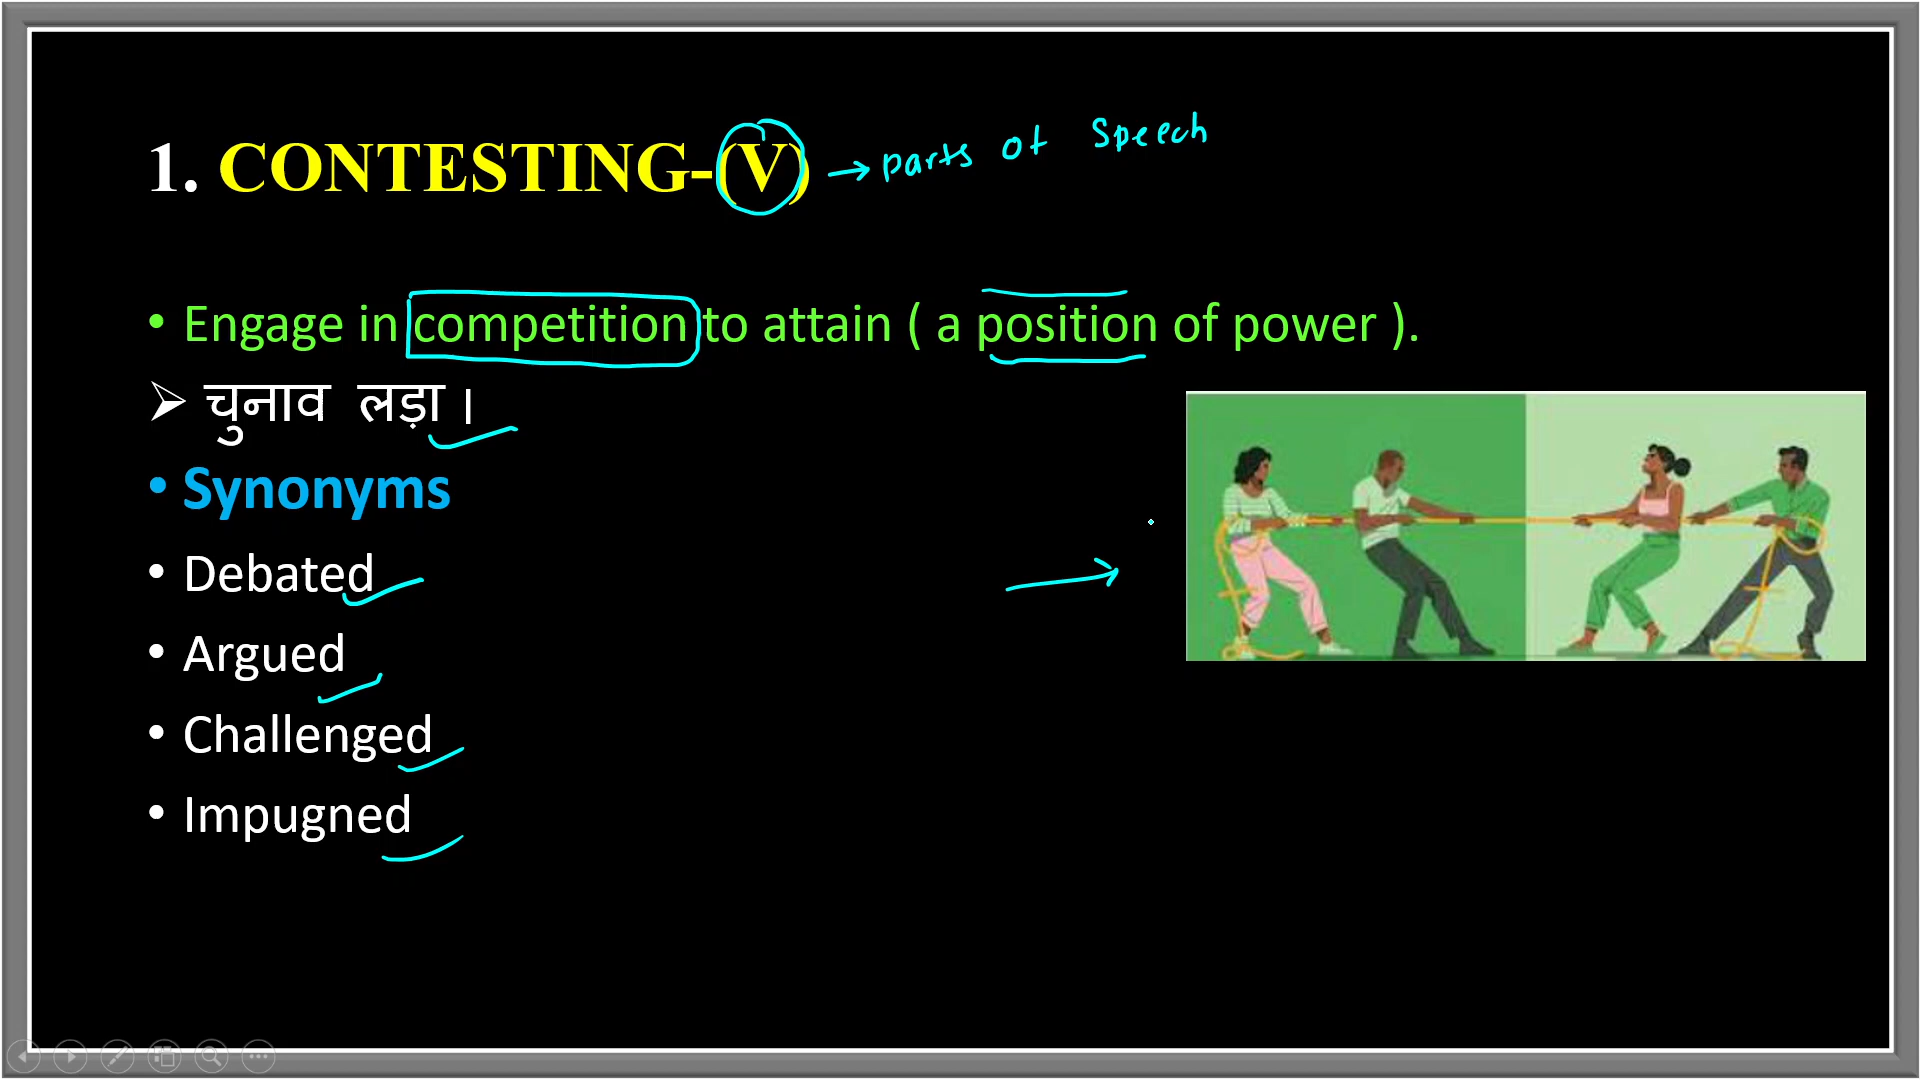 1. CONTESTING-(V) → parts of Speech
• Engage in competition to attain ( a position of power ).
➢ चुनाव लड़ा ।
• Synonyms
• Debated
• Argued
• Challenged
• Impugned